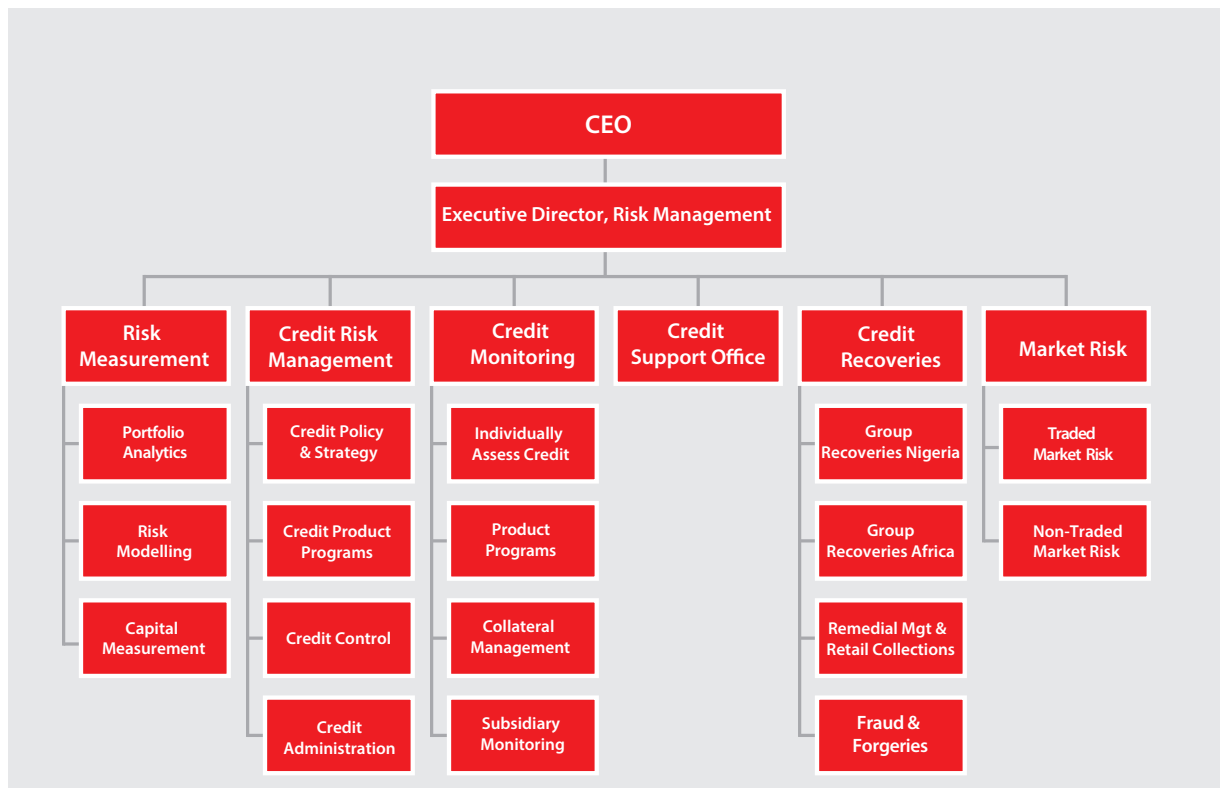 CEO
Executive Director, Risk Management
Risk
Measurement
Credit Risk
Management
Credit
Monitoring
Credit
Support Office
Credit
Recoveries
Market Risk
Portfolio
Analytics
Credit Policy
& Strategy
Individually
Assess Credit
Group
Recoveries Nigeria
Traded
Market Risk
Risk
Modelling
Credit Product
Programs
Product
Programs
Group
Recoveries Africa
Non-Traded
Market Risk
Capital
Measurement
Credit Control
Collateral
Management
Remedial Mgt &
Retail Collections
Credit
Administration
Subsidiary
Monitoring
Fraud &
Forgeries